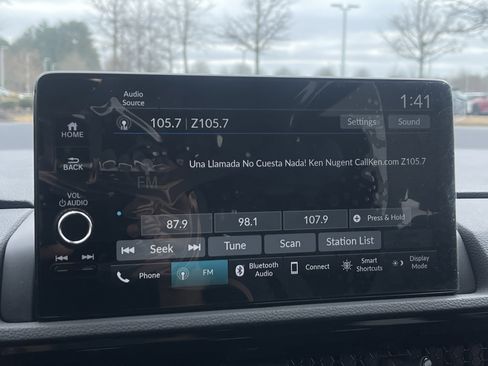 Audio
Source
1:41
HOME
FM
105.7 | Z105.7
Settings
Sound
BACK
Una Llamada No Cuesta Nada! Ken Nugent CallKen.com Z105.7
FM
VOL
AUDIO
87.9
98.1
107.9
Press & Hold
Seek
Tune
Scan
Station List
Phone
FM
Bluetooth
Audio
Connect
Smart
Shortcuts
Display
Mode